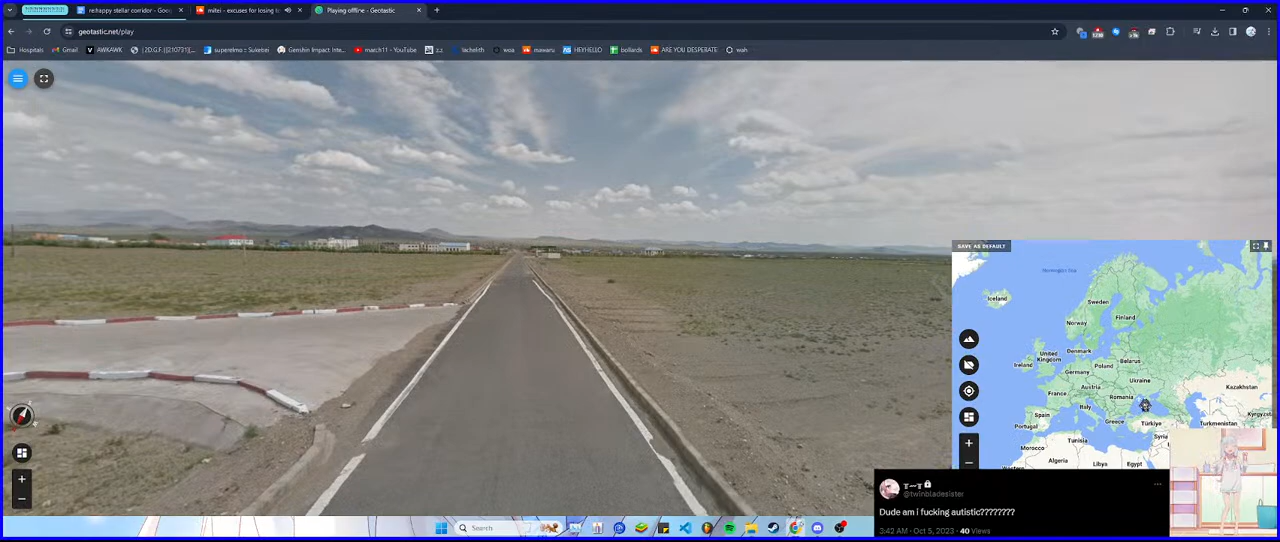 re:happy stellar corridor - Goo
mitei - excuses for losing to
Playing offline - Geotastic
geotastic.net/play
Hospitals
Gmail
AWKAWK
superelmo :: Suketei
Genshin Impact Inte...
march11 - YouTube
z.z
lachelith
woa
mawaru
HEYHELLO
bollards
ARE YOU DESPERATE
wah
SAVE AS DEFAULT
Norwegian Sea
Iceland
Sweden
Finland
Norway
United
Kingdom
Denmark
Ireland
Belarus
Poland
Germany
Ukraine
Austria
Kazakhstan
France
Romania
Italy
Spain
Greece
Türkiye
Turkmenistan
Portugal
Tunisia
Syria
Morocco
Algeria
Libya
Egypt
@twinbladesister
Dude am i fucking autistic????????
3:42 AM · Oct 5, 2023 · 40 Views
Search